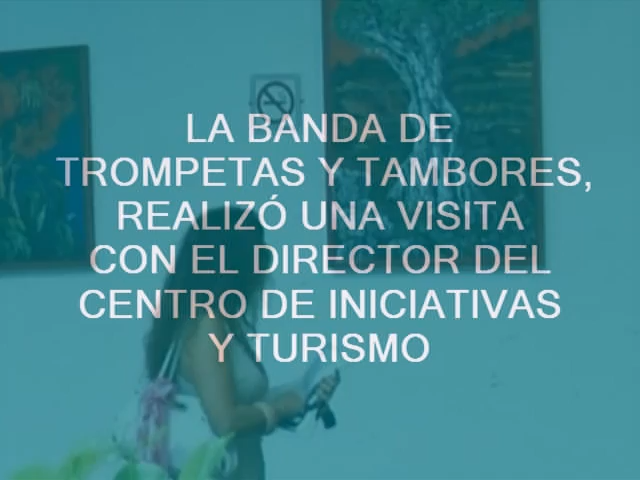 LA BANDA DE
TROMPETAS Y TAMBORES,
REALIZÓ UNA VISITA
CON EL DIRECTOR DEL
CENTRO DE INICIATIVAS
Y TURISMO